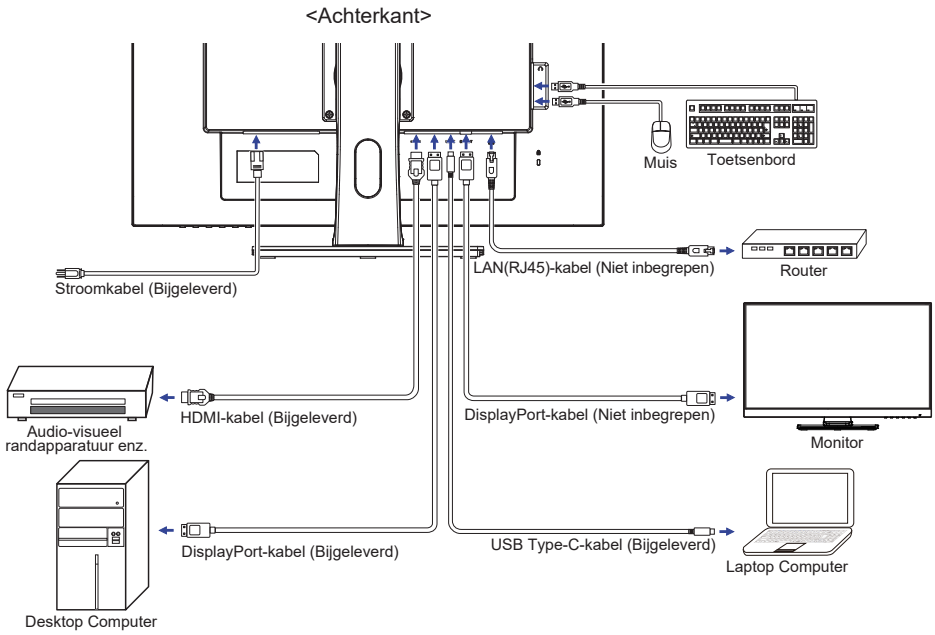 <Achterkant>
Muis
Toetsenbord
LAN(RJ45)-kabel (Niet inbegrepen)
Router
Stroomkabel (Bijgeleverd)
HDMI-kabel (Bijgeleverd)
DisplayPort-kabel (Niet inbegrepen)
Audio-visueel
randapparatuur enz.
Monitor
DisplayPort-kabel (Bijgeleverd)
USB Type-C-kabel (Bijgeleverd)
Laptop Computer
Desktop Computer